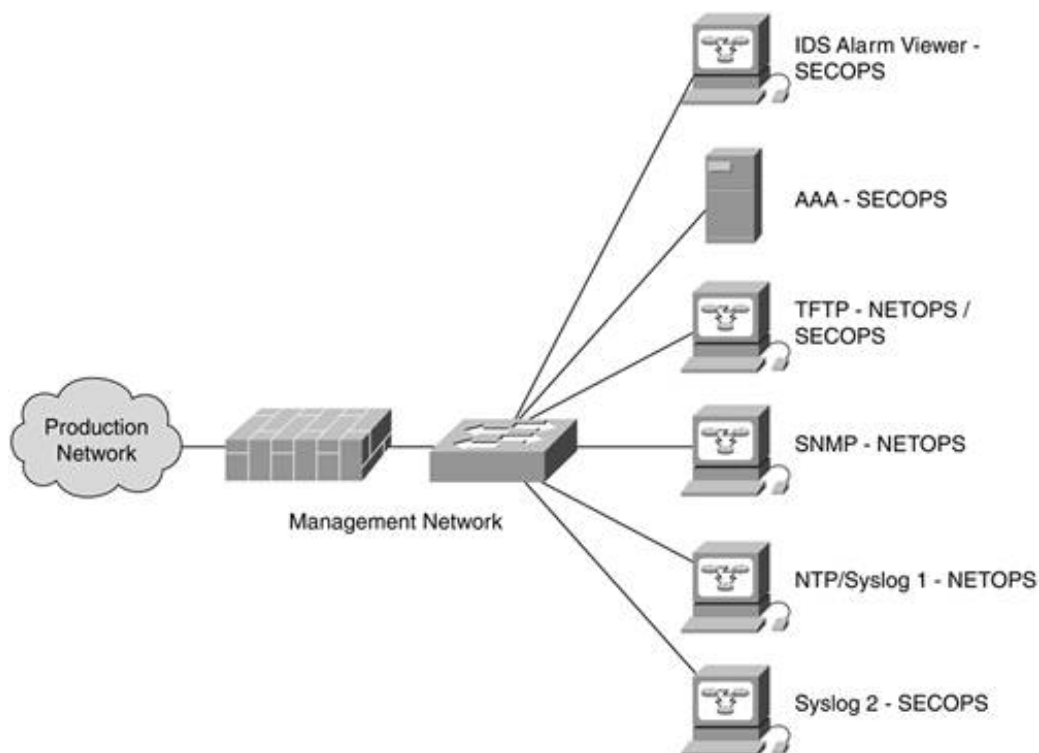 IDS Alarm Viewer -
SECOPS
AAA - SECOPS
TFTP - NETOPS /
SECOPS
Production
Network
SNMP - NETOPS
Management Network
NTP/Syslog 1 - NETOPS
Syslog 2 - SECOPS